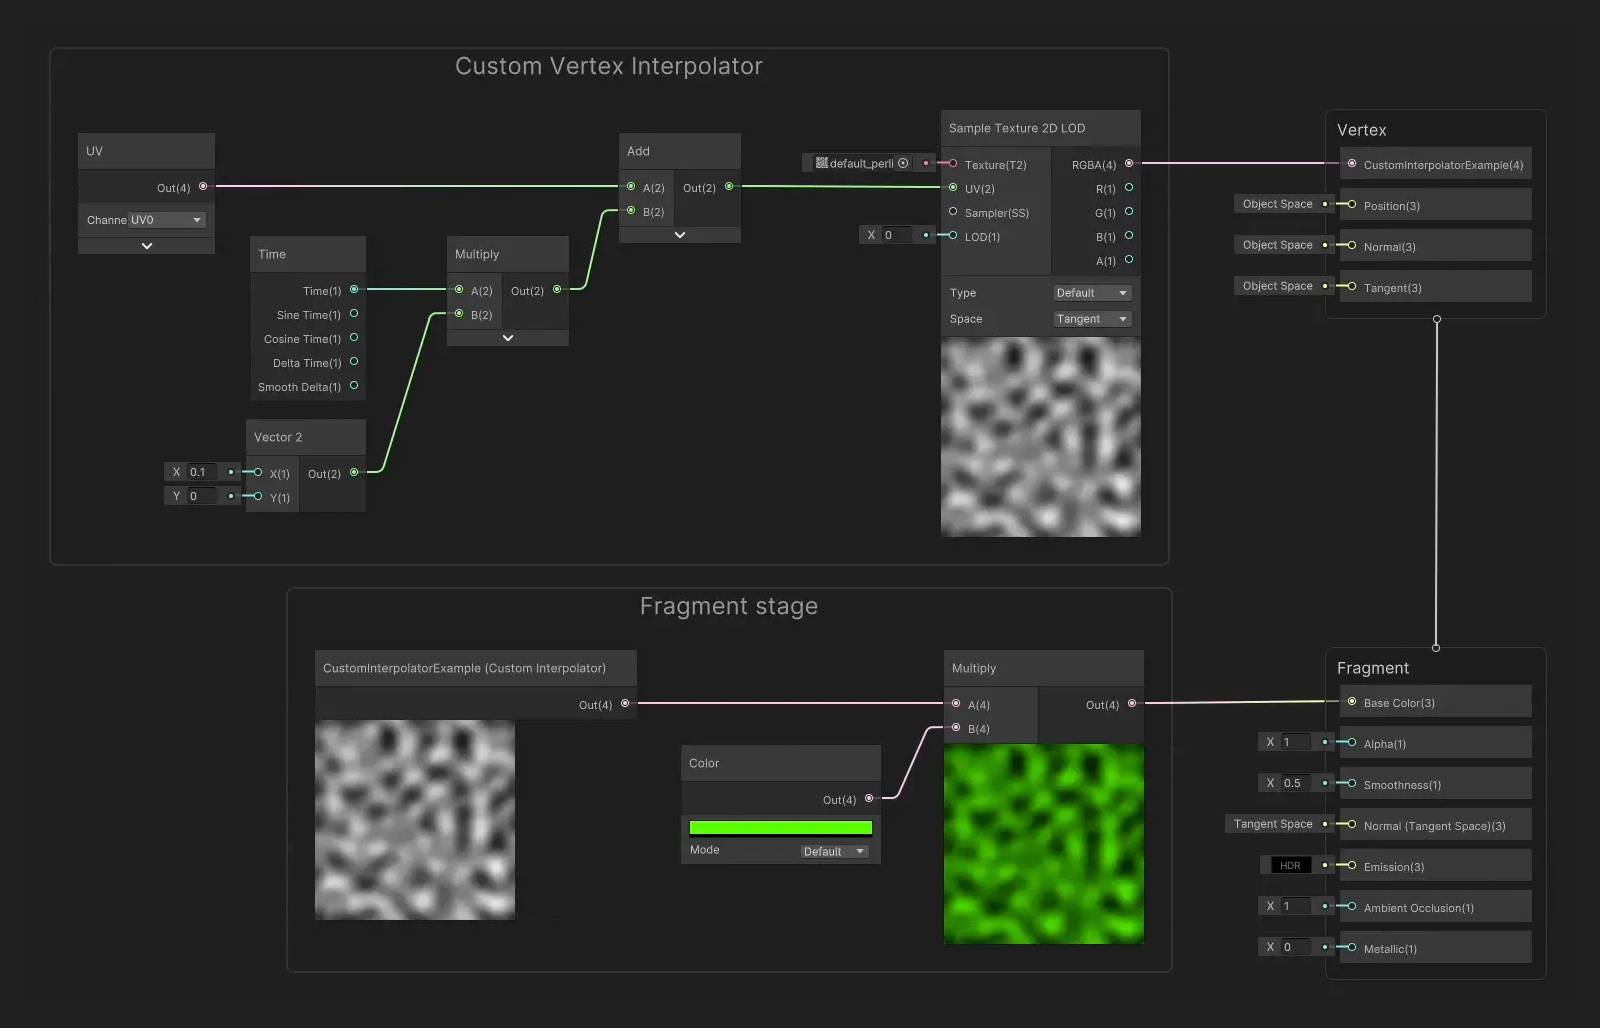 Custom Vertex Interpolator
UV
Out(4)
Channe UV0
Time
Time(1)
Sine Time(1)
Cosine Time(1)
Delta Time(1)
Smooth Delta(1)
Vector 2
X 0.1 X(1) Out(2)
Y 0 Y(1)
Multiply
A(2) Out(2)
B(2)
Add
A(2) Out(2)
B(2)
Sample Texture 2D LOD
default_perli Texture(T2) RGBA(4)
UV(2) R(1)
Sampler(SS) G(1)
X 0 LOD(1) B(1)
A(1)
Type Default
Space Tangent
Vertex
CustomInterpolatorExample(4)
Object Space Position(3)
Object Space Normal(3)
Object Space Tangent(3)
Fragment stage
CustomInterpolatorExample (Custom Interpolator)
Out(4)
Color
Out(4)
Mode Default
Multiply
A(4) Out(4)
B(4)
Fragment
Base Color(3)
X 1 Alpha(1)
X 0.5 Smoothness(1)
Tangent Space Normal (Tangent Space)(3)
HDR Emission(3)
X 1 Ambient Occlusion(1)
X 0 Metallic(1)